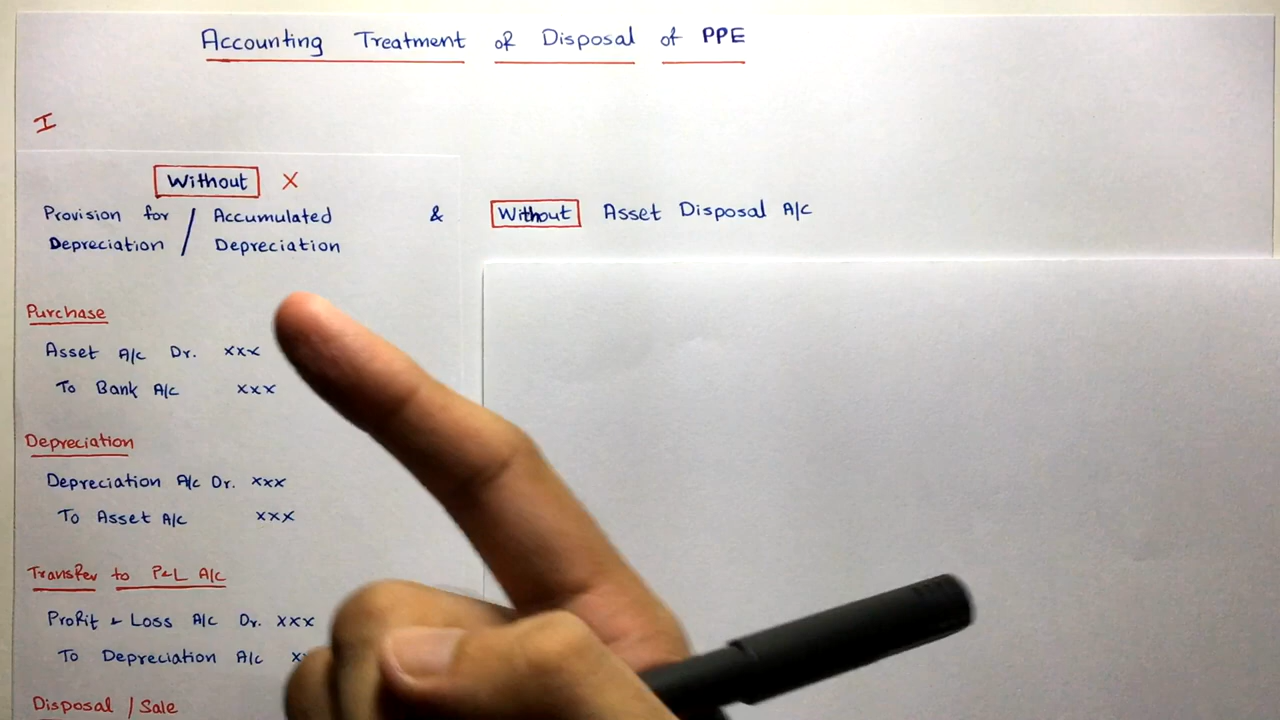 Accounting Treatment of Disposal of PPE
I
Without X
Provision for / Accumulated & Without Asset Disposal A/c
Depreciation / Depreciation
Purchase
Asset A/c Dr. xxx
To Bank A/c xxx
Depreciation
Depreciation A/c Dr. xxx
To Asset A/c xxx
Transfer to P&L A/c
Profit & Loss A/c Dr. xxx
To Depreciation A/c
Disposal / Sale